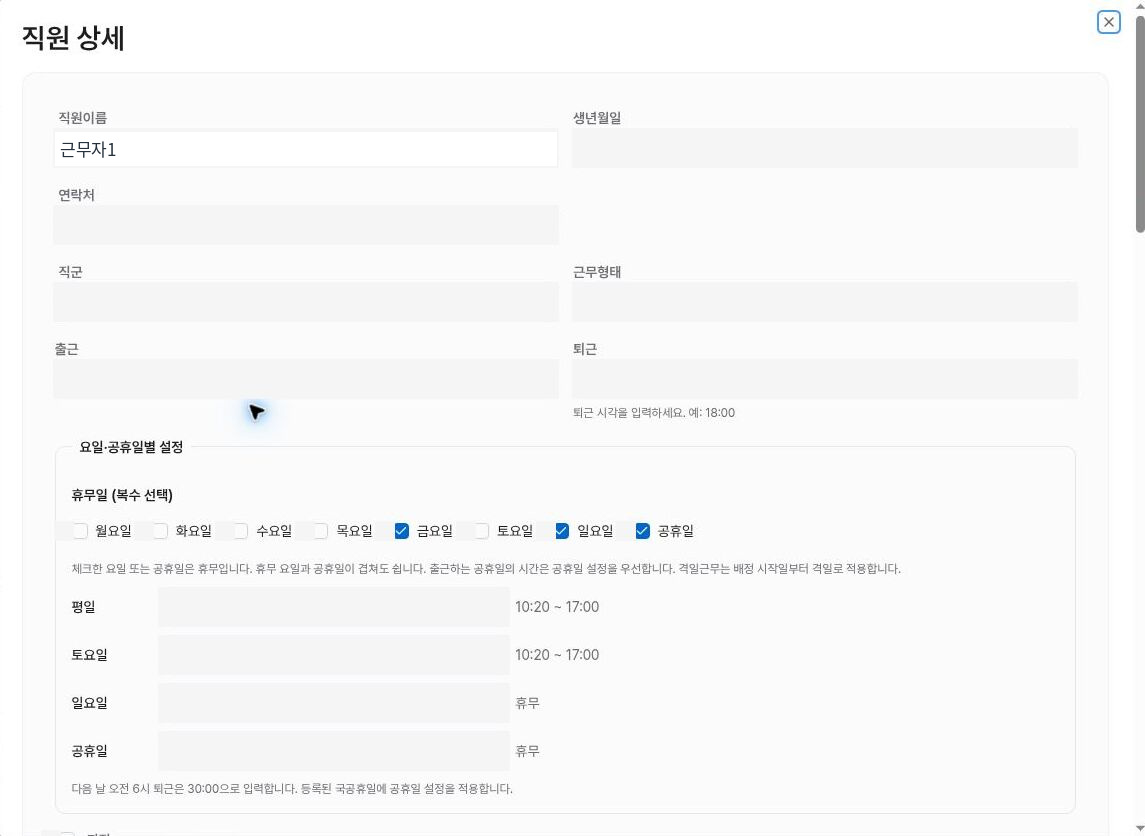 직원 상세
직원이름
생년월일
근무자1
연락처
직군
근무형태
출근
퇴근
퇴근 시각을 입력하세요. 예: 18:00
요일·공휴일별 설정
휴무일 (복수 선택)
월요일 화요일 수요일 목요일 금요일 토요일 일요일 공휴일
체크한 요일 또는 공휴일은 휴무입니다. 휴무 요일과 공휴일이 겹쳐도 쉽니다. 출근하는 공휴일의 시간은 공휴일 설정을 우선합니다. 격일근무는 배정 시작일부터 격일로 적용합니다.
평일 10:20 ~ 17:00
토요일 10:20 ~ 17:00
일요일 휴무
공휴일 휴무
다음 날 오전 6시 퇴근은 30:00으로 입력합니다. 등록된 국공휴일에 공휴일 설정을 적용합니다.